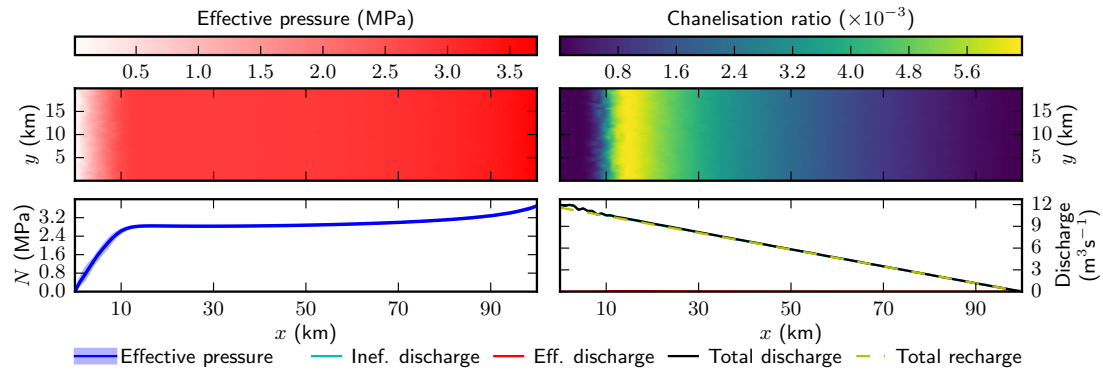 Effective pressure (MPa)
Chanelisation ratio (×10⁻³)
0.5 1.0 1.5 2.0 2.5 3.0 3.5
0.8 1.6 2.4 3.2 4.0 4.8 5.6
y (km)
15
10
5
15
10
5
y (km)
N (MPa)
3.2
2.4
1.6
0.8
0.0
12
9
6
3
0
Discharge
(m³s⁻¹)
10 30 50 70 90
10 30 50 70 90
x (km)
x (km)
Effective pressure Inef. discharge Eff. discharge Total discharge Total recharge